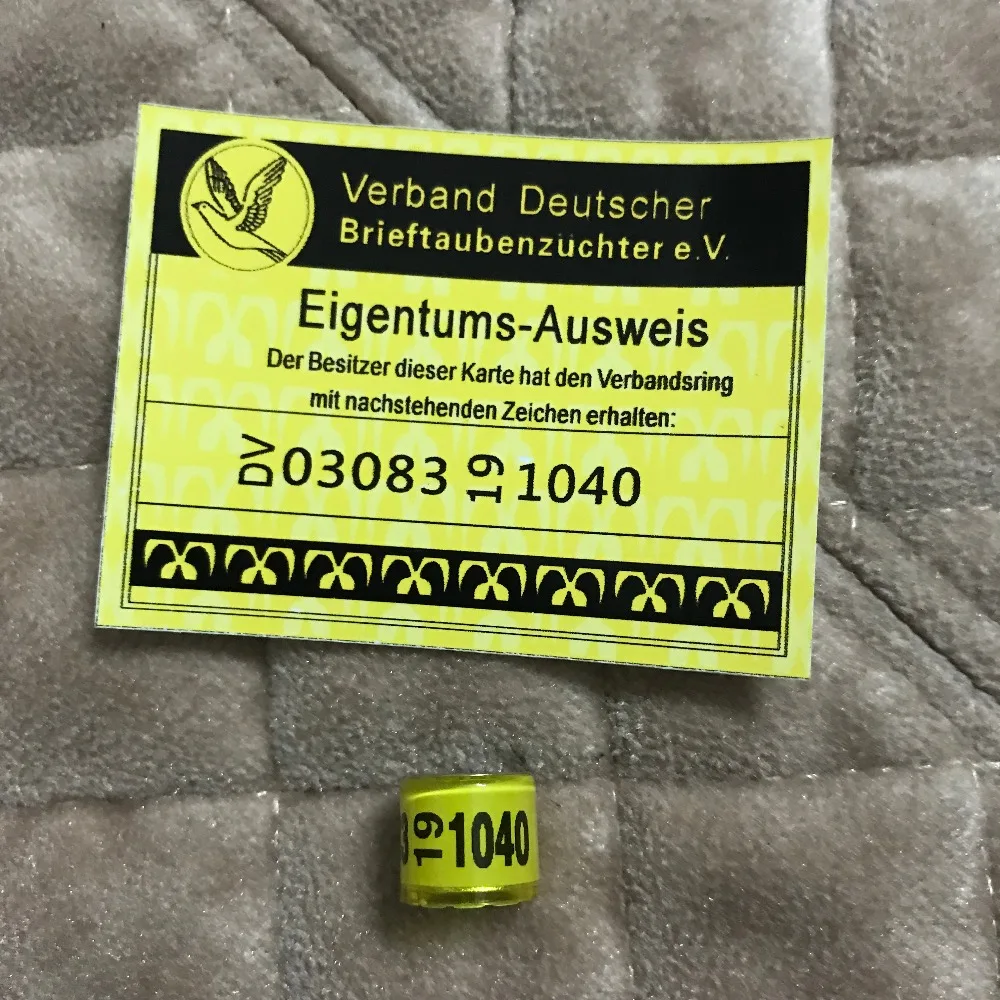 Verband Deutscher
Brieftaubenzüchter e.V.
Eigentums-Ausweis
Der Besitzer dieser Karte hat den Verbandsring
mit nachstehenden Zeichen erhalten:
DV 03083 19 1040
3 19 1040